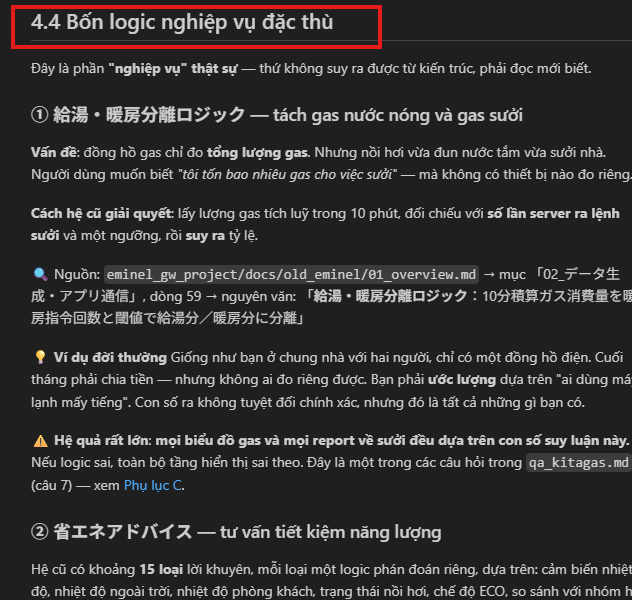 4.4 Bốn logic nghiệp vụ đặc thù
Đây là phần "nghiệp vụ" thật sự — thứ không suy ra được từ kiến trúc, phải đọc mới biết.
① 給湯・暖房分離ロジック — tách gas nước nóng và gas sưởi
Vấn đề: đồng hồ gas chỉ đo tổng lượng gas. Nhưng nồi hơi vừa đun nước tắm vừa sưởi nhà.
Người dùng muốn biết "tôi tốn bao nhiêu gas cho việc sưởi" — mà không có thiết bị nào đo riêng.
Cách hệ cũ giải quyết: lấy lượng gas tích luỹ trong 10 phút, đối chiếu với số lần server ra lệnh
sưởi và một ngưỡng, rồi suy ra tỷ lệ.
🔍 Nguồn: eminel_gw_project/docs/old_eminel/01_overview.md → mục 「02_データ生
成・アプリ通信」, dòng 59 → nguyên văn: 「給湯・暖房分離ロジック：10分積算ガス消費量を暖
房指令回数と閾値で給湯分／暖房分に分離」
💡 Ví dụ đời thường Giống như bạn ở chung nhà với hai người, chỉ có một đồng hồ điện. Cuối
tháng phải chia tiền — nhưng không ai đo riêng được. Bạn phải ước lượng dựa trên "ai dùng máy
lạnh mấy tiếng". Con số ra không tuyệt đối chính xác, nhưng đó là tất cả những gì bạn có.
⚠️ Hệ quả rất lớn: mọi biểu đồ gas và mọi report về sưởi đều dựa trên con số suy luận này.
Nếu logic sai, toàn bộ tầng hiển thị sai theo. Đây là một trong các câu hỏi trong qa_kitagas.md
(câu 7) — xem Phụ lục C.
② 省エネアドバイス — tư vấn tiết kiệm năng lượng
Hệ cũ có khoảng 15 loại lời khuyên, mỗi loại một logic phán đoán riêng, dựa trên: cảm biến nhiệt
độ, nhiệt độ ngoài trời, nhiệt độ phòng khách, trạng thái nồi hơi, chế độ ECO, so sánh với nhóm